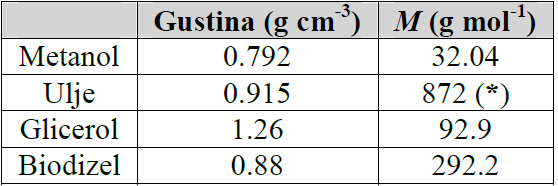 Gustina (g cm⁻³) M (g mol⁻¹)
Metanol 0.792 32.04
Ulje 0.915 872 (*)
Glicerol 1.26 92.9
Biodizel 0.88 292.2